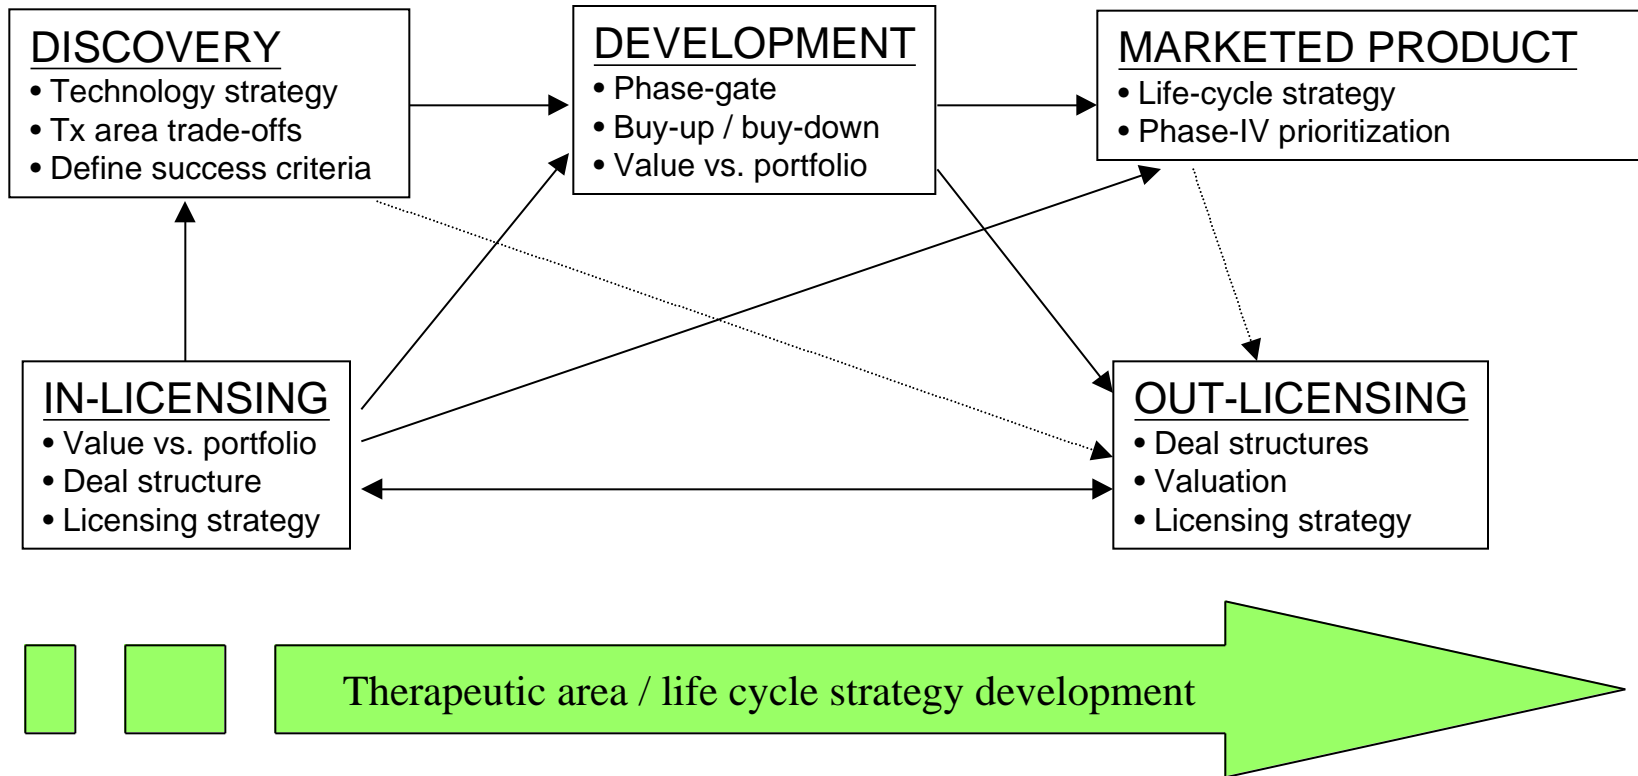 DISCOVERY
• Technology strategy
• Tx area trade-offs
• Define success criteria
DEVELOPMENT
• Phase-gate
• Buy-up / buy-down
• Value vs. portfolio
MARKETED PRODUCT
• Life-cycle strategy
• Phase-IV prioritization
IN-LICENSING
• Value vs. portfolio
• Deal structure
• Licensing strategy
OUT-LICENSING
• Deal structures
• Valuation
• Licensing strategy
Therapeutic area / life cycle strategy development